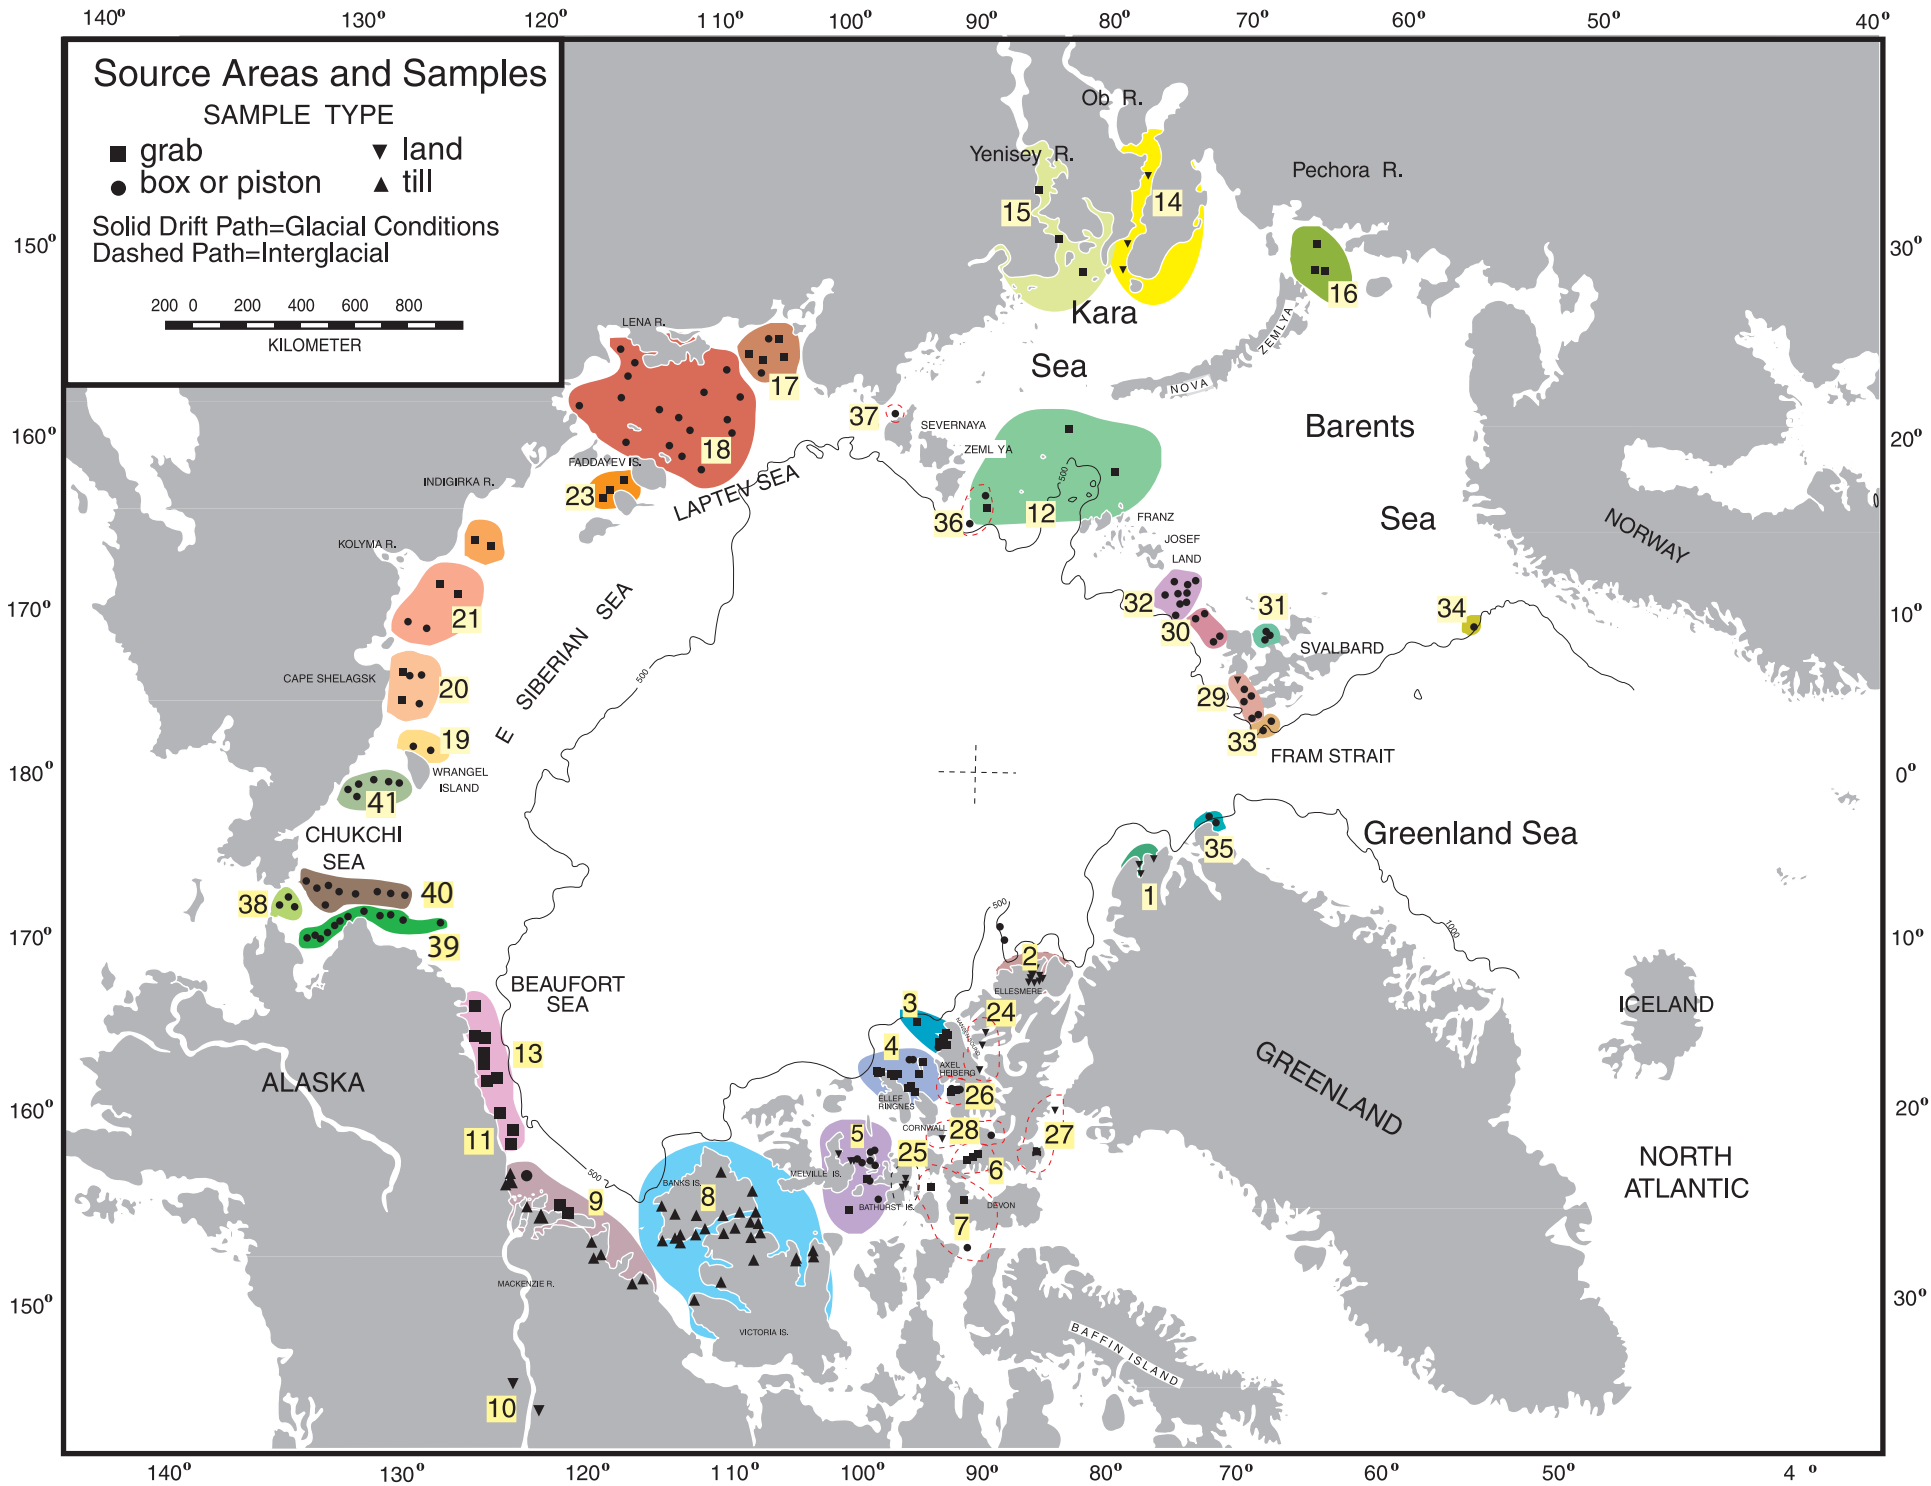 140° 130° 120° 110° 100° 90° 80° 70° 60° 50° 40°
Source Areas and Samples
SAMPLE TYPE
grab
land
box or piston
till
Solid Drift Path=Glacial Conditions
Dashed Path=Interglacial
200 0 200 400 600 800
KILOMETER
Ob R.
Yenisey R.
Pechora R.
15
14
16
150°
30°
Kara
Sea
ZEMLYA
NOVA
LENA R.
17
37
SEVERNAYA
ZEML YA
Barents
Sea
160°
20°
18
FADDAYEV IS.
23
LAPTEV SEA
INDIGIRKA R.
500
36
12
FRANZ
JOSEF
LAND
NORWAY
KOLYMA R.
170°
10°
21
E SIBERIAN SEA
32
31
30
34
SVALBARD
CAPE SHELAGSK
20
500
29
19
33
FRAM STRAIT
WRANGEL
ISLAND
180°
0°
41
CHUKCHI
SEA
Greenland Sea
35
40
38
1
500
1000
39
170°
10°
2
ELLESMERE
BEAUFORT
SEA
3
24
ICELAND
4
13
AXEL
HEIBERG
ALASKA
GREENLAND
26
ELLEF
RINGNES
160°
20°
CORNWALL
28
27
11
5
25
6
NORTH
ATLANTIC
500
MELVILLE IS.
BANKS IS.
8
9
BATHURST IS.
DEVON
7
MACKENZIE R.
150°
30°
VICTORIA IS.
BAFFIN ISLAND
10
140° 130° 120° 110° 100° 90° 80° 70° 60° 50° 4 °